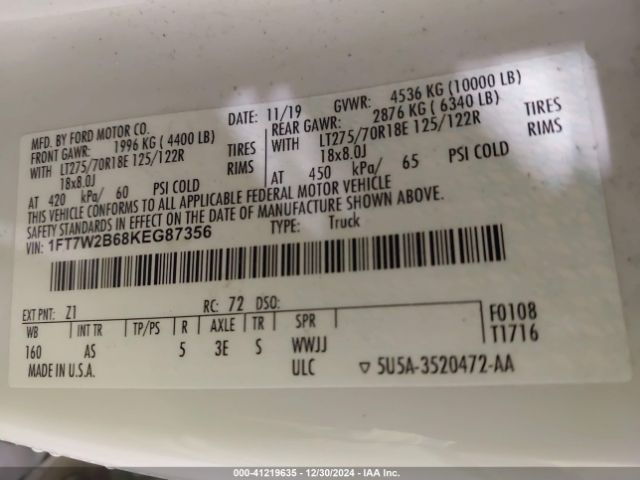 MFD. BY FORD MOTOR CO. DATE: 11/19 GVWR: 4536 KG (10000 LB)
FRONT GAWR: 1996 KG (4400 LB) REAR GAWR: 2876 KG (6340 LB)
WITH LT275/70R18E 125/122R TIRES WITH LT275/70R18E 125/122R TIRES
18x8.0J RIMS 18x8.0J RIMS
AT 420 kPa/ 60 PSI COLD AT 450 kPa/ 65 PSI COLD
THIS VEHICLE CONFORMS TO ALL APPLICABLE FEDERAL MOTOR VEHICLE
SAFETY STANDARDS IN EFFECT ON THE DATE OF MANUFACTURE SHOWN ABOVE.
VIN: 1FT7W2B68KEG87356 TYPE: Truck
EXT PNT: Z1 RC: 72 DSO: F0108
WB INT TR TP/PS R AXLE TR SPR T1716
160 AS 5 3E S WWJJ
MADE IN U.S.A. ULC ▽ 5U5A-3520472-AA
000-41219635 - 12/30/2024 - IAA Inc.